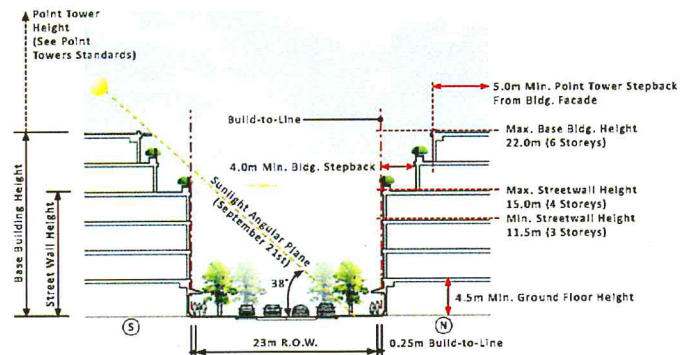 Point Tower
Height
(See Point
Towers Standards)
5.0m Min. Point Tower Stepback
From Bldg. Facade
Build-to-Line
Max. Base Bldg. Height
22.0m (6 Storeys)
4.0m Min. Bldg. Stepback
Sunlight Angular Plane
(September 21st)
Max. Streetwall Height
15.0m (4 Storeys)
Min. Streetwall Height
11.5m (3 Storeys)
Base Building Height
Street Wall Height
38°
4.5m Min. Ground Floor Height
S
N
23m R.O.W.
0.25m Build-to-Line